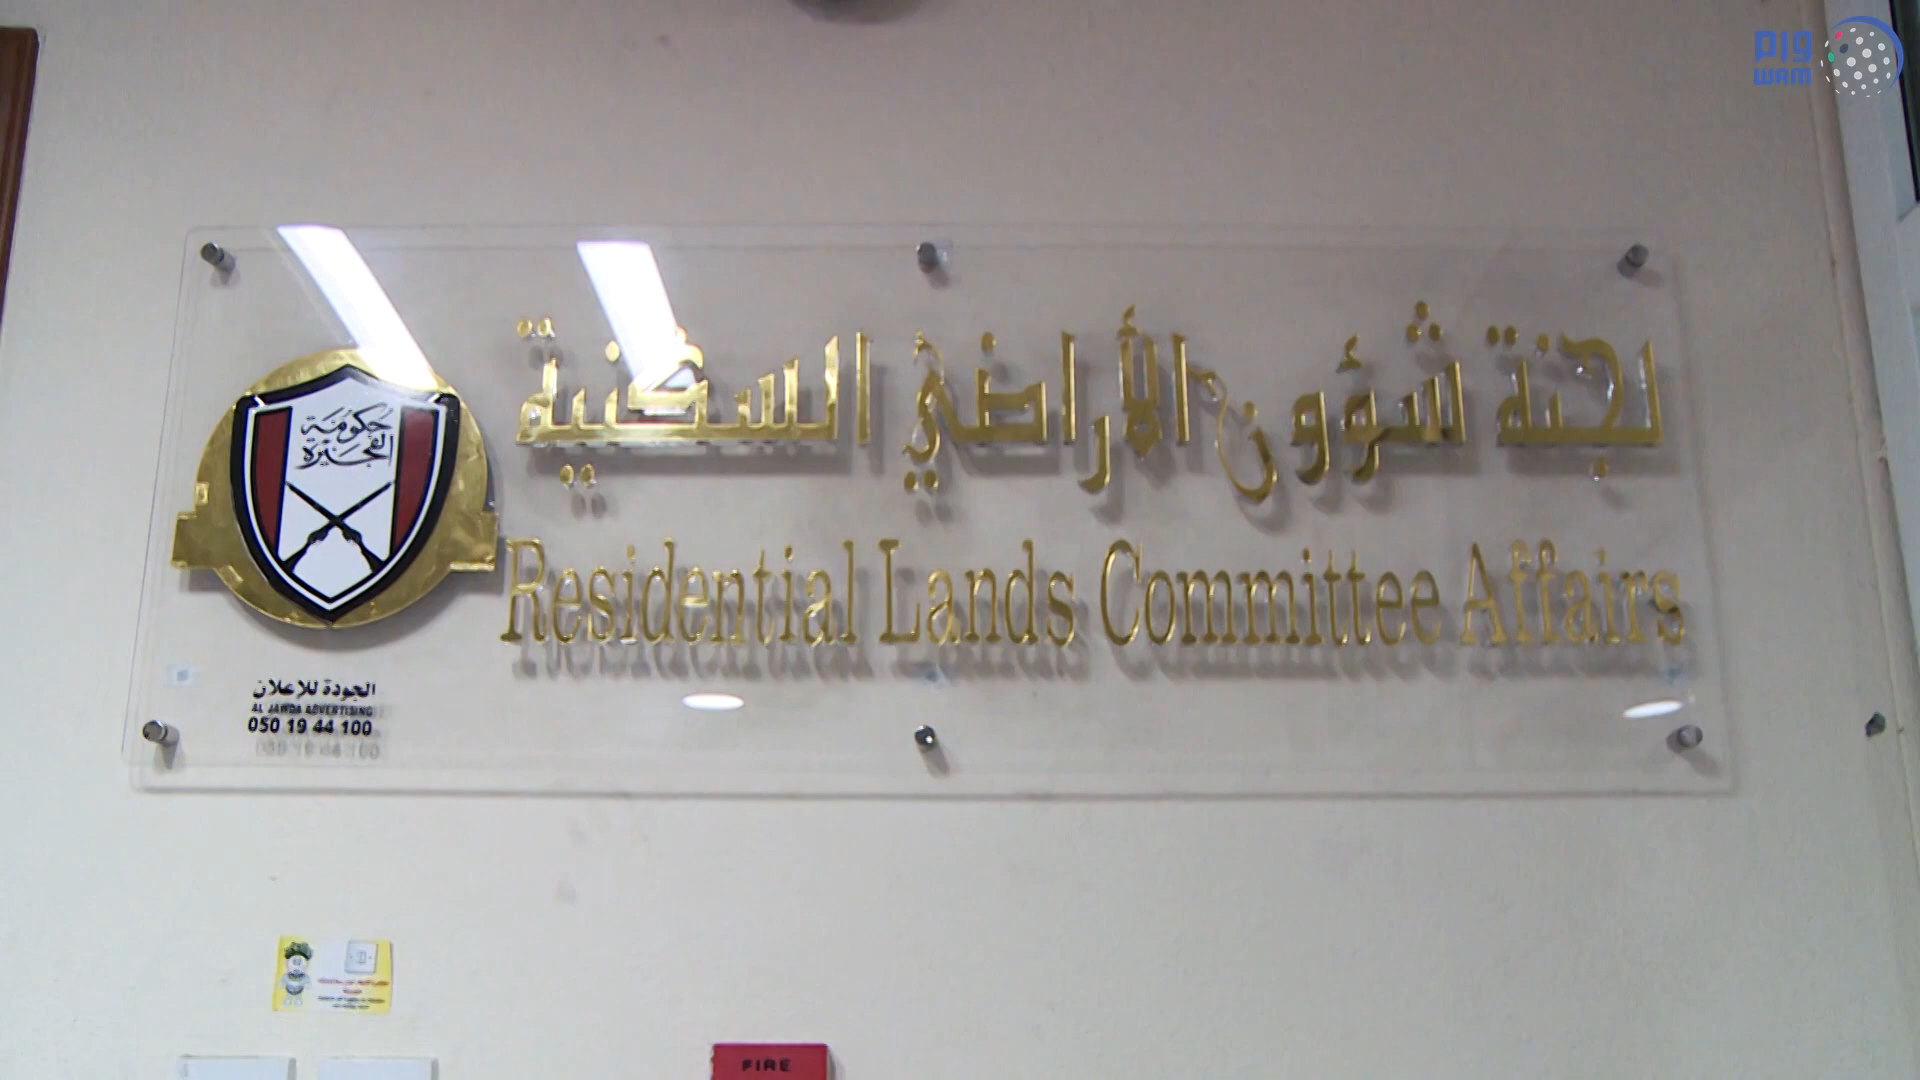 وام
WAM
لجنة شؤون الأراضي السكنية
Residential Lands Committee Affairs
حكومة
الفجيرة
الجودة للإعلان
AL JAWDA ADVERTISING
050 19 44 100
FIRE